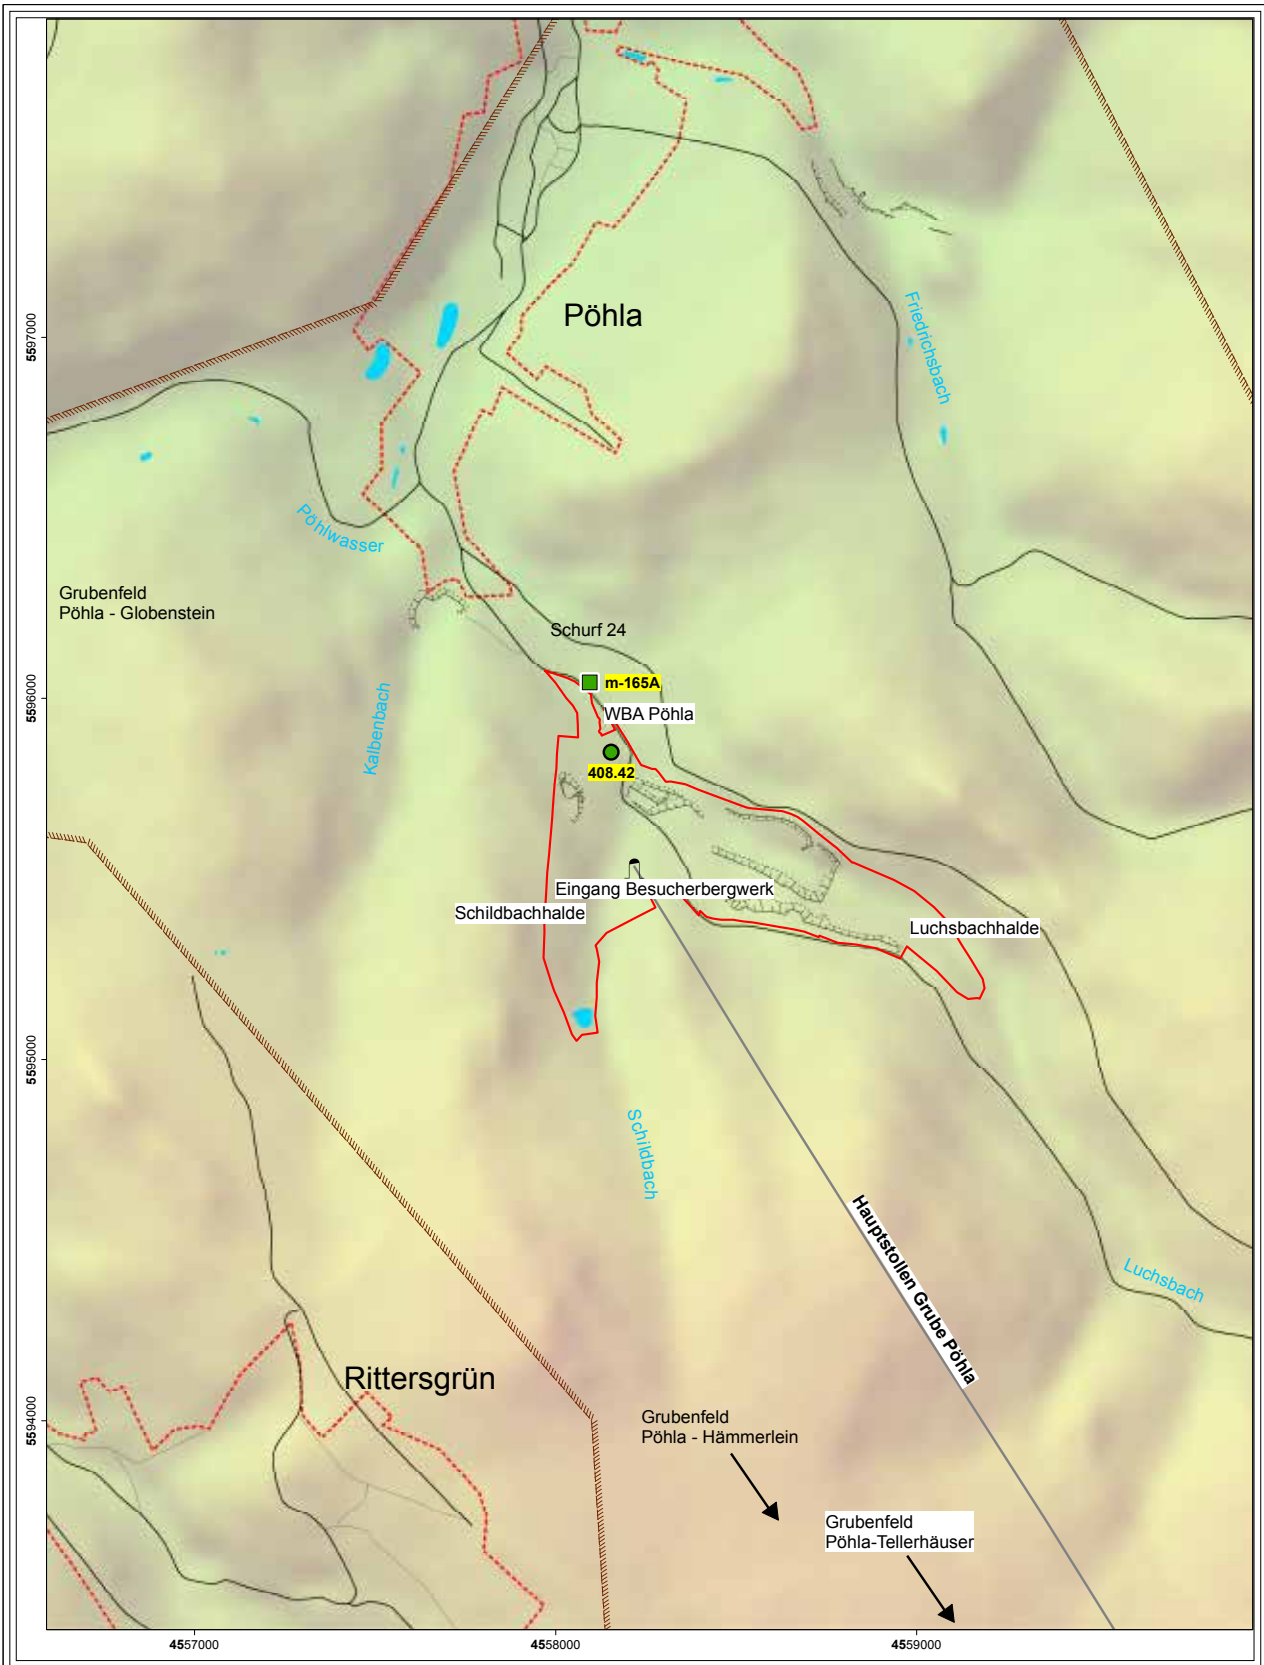 Pöhla
Friedrichsbach
5597000
Pöhlwasser
Grubenfeld
Pöhla - Globenstein
Schurf 24
m-165A
5596000
WBA Pöhla
Kalbenbach
408.42
Eingang Besucherbergwerk
Schildbachhalde
Luchsbachhalde
5595000
Schildbach
Hauptstollen Grube Pöhla
Luchsbach
Rittersgrün
5594000
Grubenfeld
Pöhla - Hämmerlein
Grubenfeld
Pöhla-Tellerhäuser
4557000
4558000
4559000